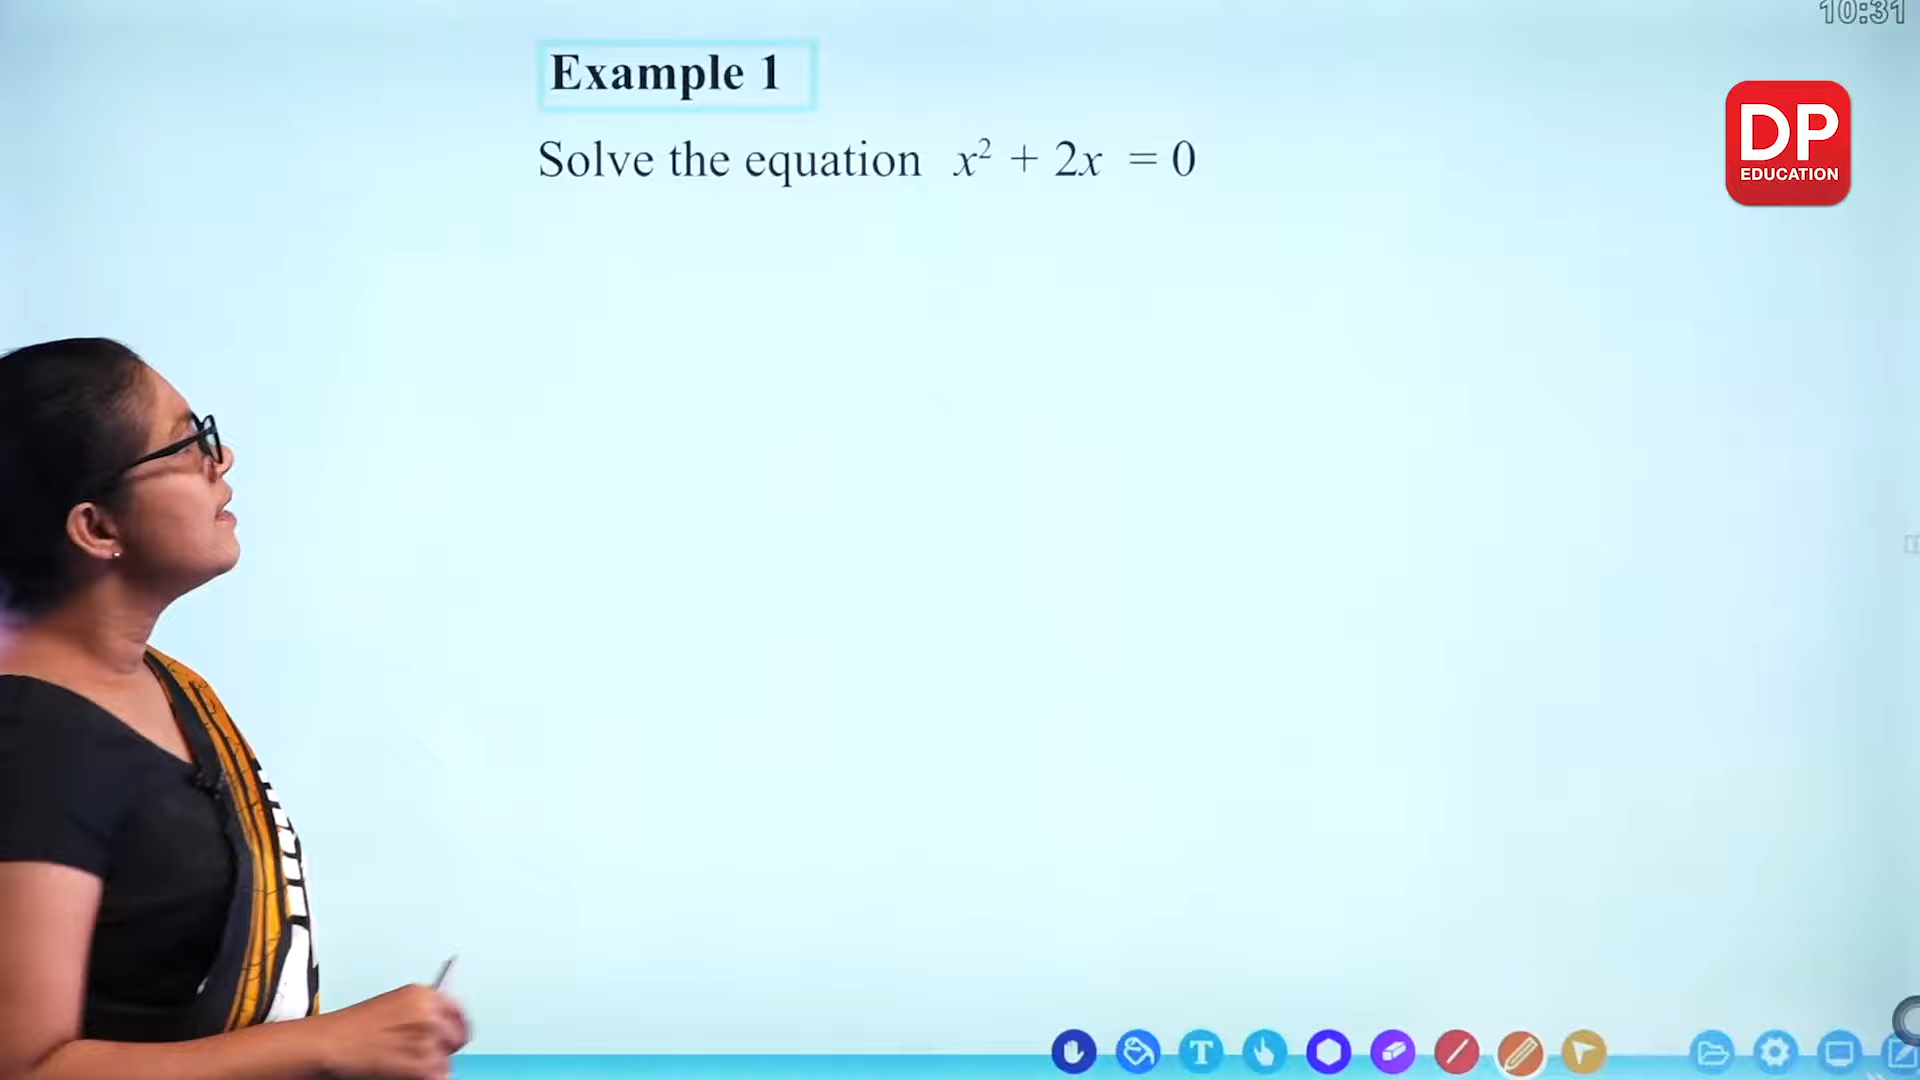 10:31
Example 1
Solve the equation x² + 2x = 0
DP
EDUCATION
T